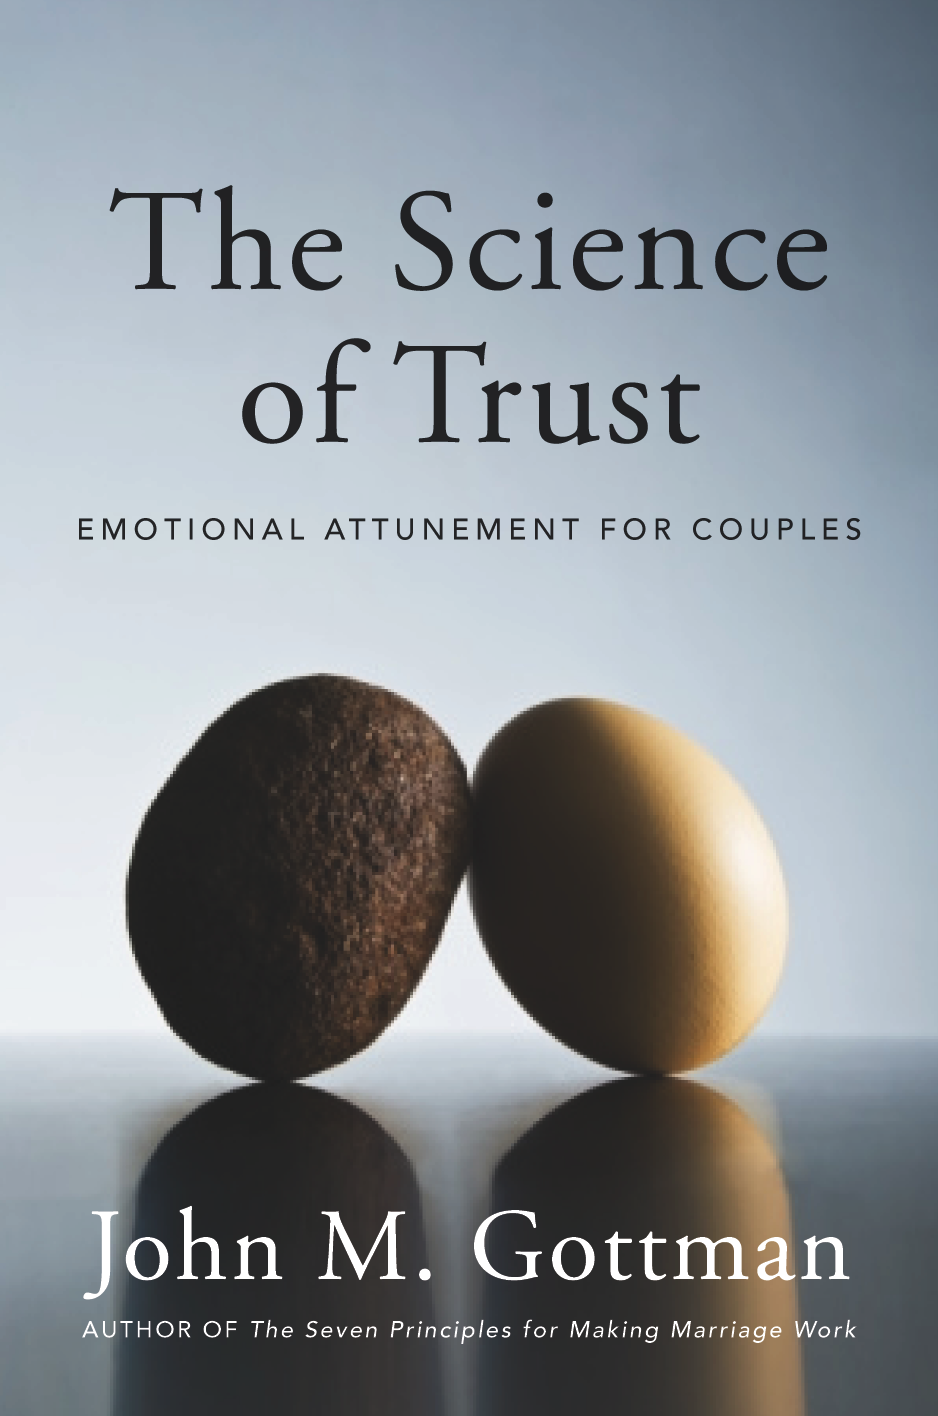 The Science
of Trust
EMOTIONAL ATTUNEMENT FOR COUPLES
John M. Gottman
AUTHOR OF The Seven Principles for Making Marriage Work